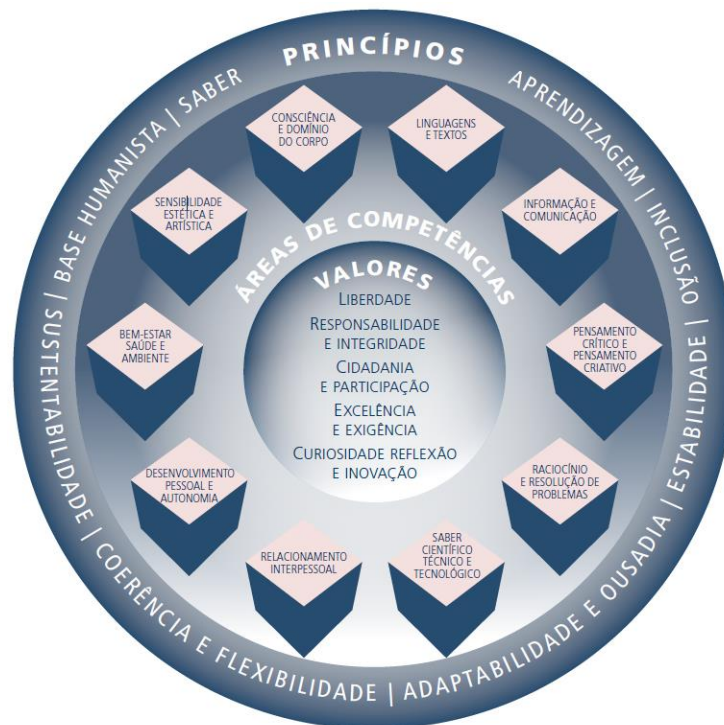 PRINCÍPIOS
APRENDIZAGEM | INCLUSÃO | ESTABILIDADE | ADAPTABILIDADE E OUSADIA | COERÊNCIA E FLEXIBILIDADE | SUSTENTABILIDADE | BASE HUMANISTA | SABER
ÁREAS DE COMPETÊNCIAS
LINGUAGENS
E TEXTOS
INFORMAÇÃO E
COMUNICAÇÃO
PENSAMENTO
CRÍTICO E
PENSAMENTO
CRIATIVO
RACIOCÍNIO
E RESOLUÇÃO DE
PROBLEMAS
SABER
CIENTÍFICO
TÉCNICO E
TECNOLÓGICO
RELACIONAMENTO
INTERPESSOAL
DESENVOLVIMENTO
PESSOAL E
AUTONOMIA
BEM-ESTAR
SAÚDE E
AMBIENTE
SENSIBILIDADE
ESTÉTICA E
ARTÍSTICA
CONSCIÊNCIA
E DOMÍNIO
DO CORPO
VALORES
LIBERDADE
RESPONSABILIDADE
E INTEGRIDADE
CIDADANIA
E PARTICIPAÇÃO
EXCELÊNCIA
E EXIGÊNCIA
CURIOSIDADE REFLEXÃO
E INOVAÇÃO